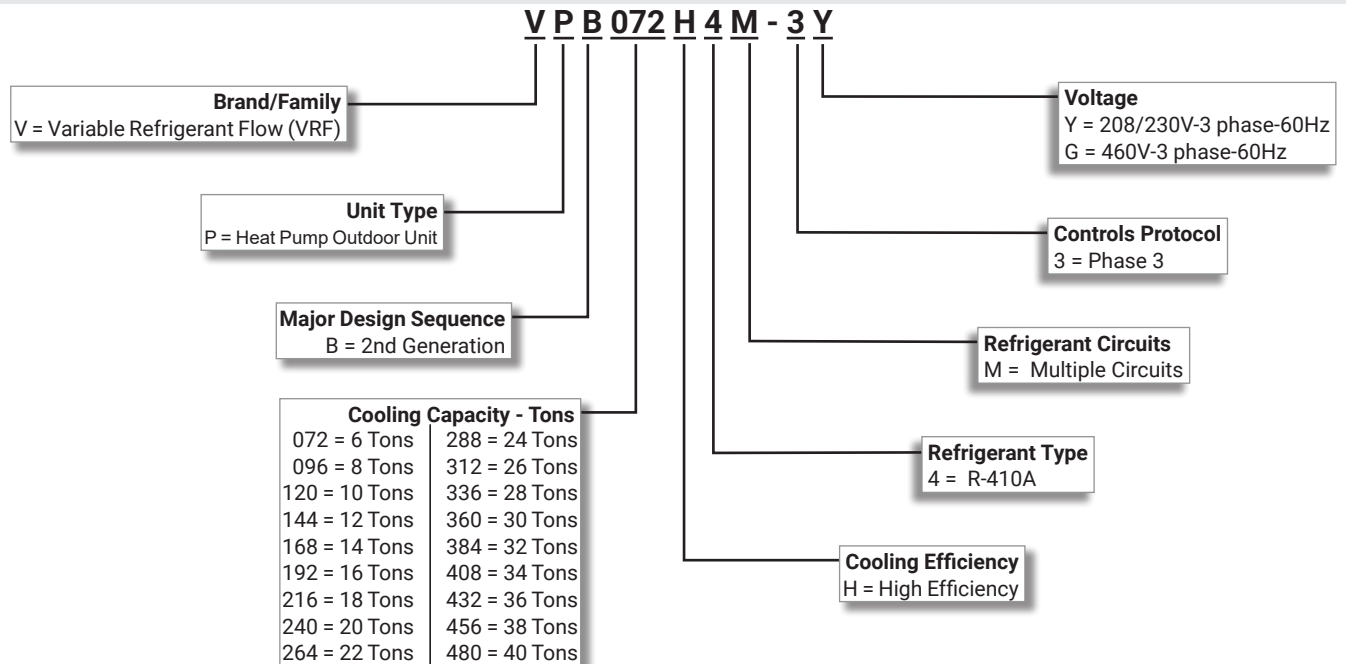 V P B 072 H 4 M - 3 Y
Brand/Family
V = Variable Refrigerant Flow (VRF)
Unit Type
P = Heat Pump Outdoor Unit
Major Design Sequence
B = 2nd Generation
Cooling Capacity - Tons
072 = 6 Tons 288 = 24 Tons
096 = 8 Tons 312 = 26 Tons
120 = 10 Tons 336 = 28 Tons
144 = 12 Tons 360 = 30 Tons
168 = 14 Tons 384 = 32 Tons
192 = 16 Tons 408 = 34 Tons
216 = 18 Tons 432 = 36 Tons
240 = 20 Tons 456 = 38 Tons
264 = 22 Tons 480 = 40 Tons
Voltage
Y = 208/230V-3 phase-60Hz
G = 460V-3 phase-60Hz
Controls Protocol
3 = Phase 3
Refrigerant Circuits
M = Multiple Circuits
Refrigerant Type
4 = R-410A
Cooling Efficiency
H = High Efficiency